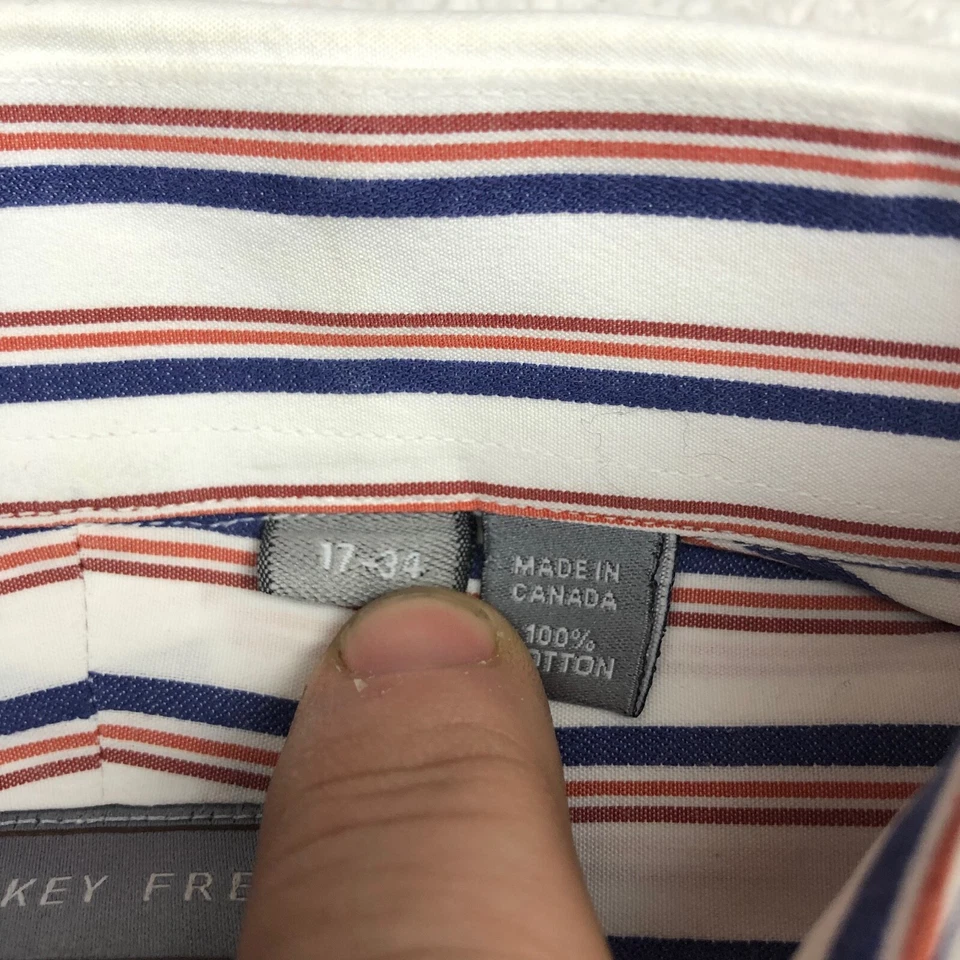 17-34
MADE IN
CANADA
100%
OTTON
KEY FRE